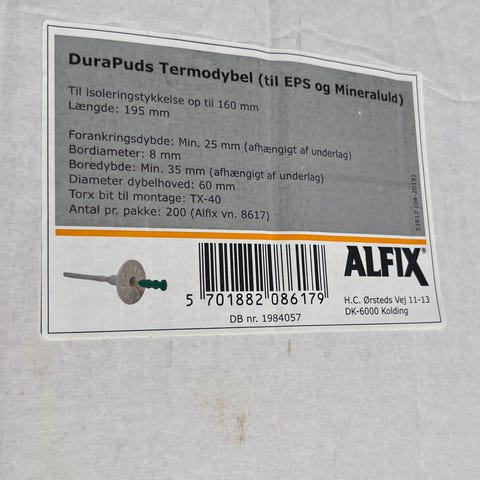 DuraPuds Termodybel (til EPS og Mineraluld)
Til isoleringstykkelse op til 160 mm
Længde: 195 mm
Forankringsdybde: Min. 25 mm (afhængigt af underlag)
Bordiameter: 8 mm
Boredybde: Min. 35 mm (afhængigt af underlag)
Diameter dybelhoved: 60 mm
Torx bit til montage: TX-40
Antal pr. pakke: 200 (Alfix vn. 8617)
33817 (04-2019)
ALFIX®
5 701882 086179
DB nr. 1984057
H.C. Ørsteds Vej 11-13
DK-6000 Kolding